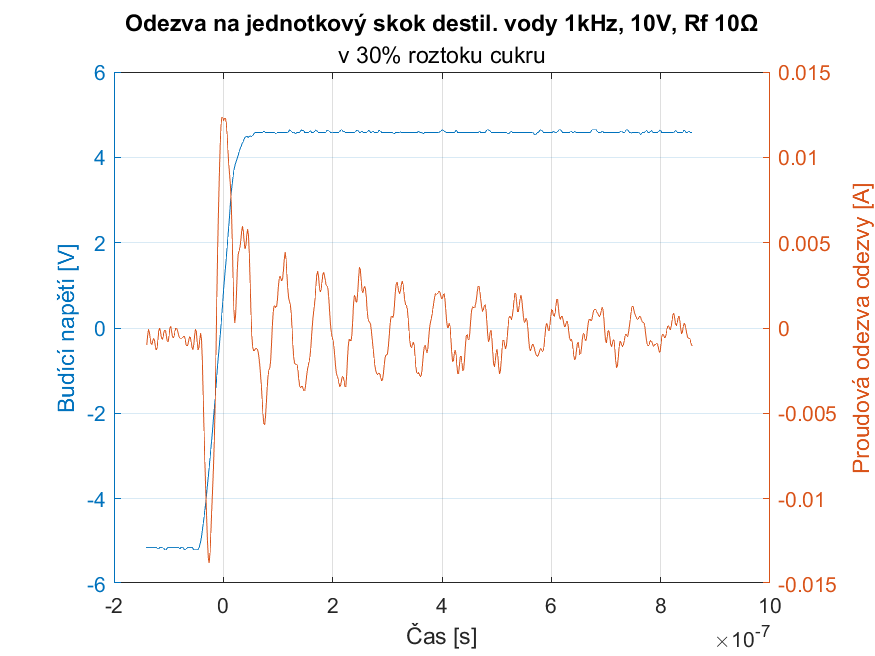 Odezva na jednotkový skok destil. vody 1kHz, 10V, Rf 10Ω
v 30% roztoku cukru
6
4
2
0
-2
-4
-6
Budící napětí [V]
0.015
0.01
0.005
0
-0.005
-0.01
-0.015
Proudová odezva odezvy [A]
-2 0 2 4 6 8 10
Čas [s]
×10-7